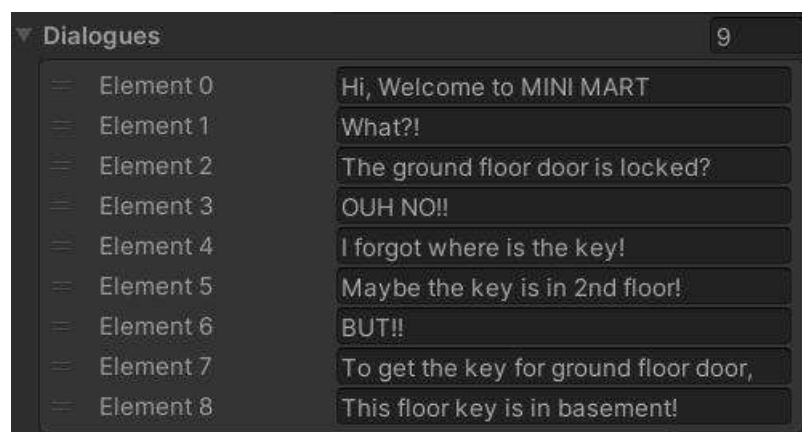 Dialogues 9
Element 0 Hi, Welcome to MINI MART
Element 1 What?!
Element 2 The ground floor door is locked?
Element 3 OUH NO!!
Element 4 I forgot where is the key!
Element 5 Maybe the key is in 2nd floor!
Element 6 BUT!!
Element 7 To get the key for ground floor door,
Element 8 This floor key is in basement!